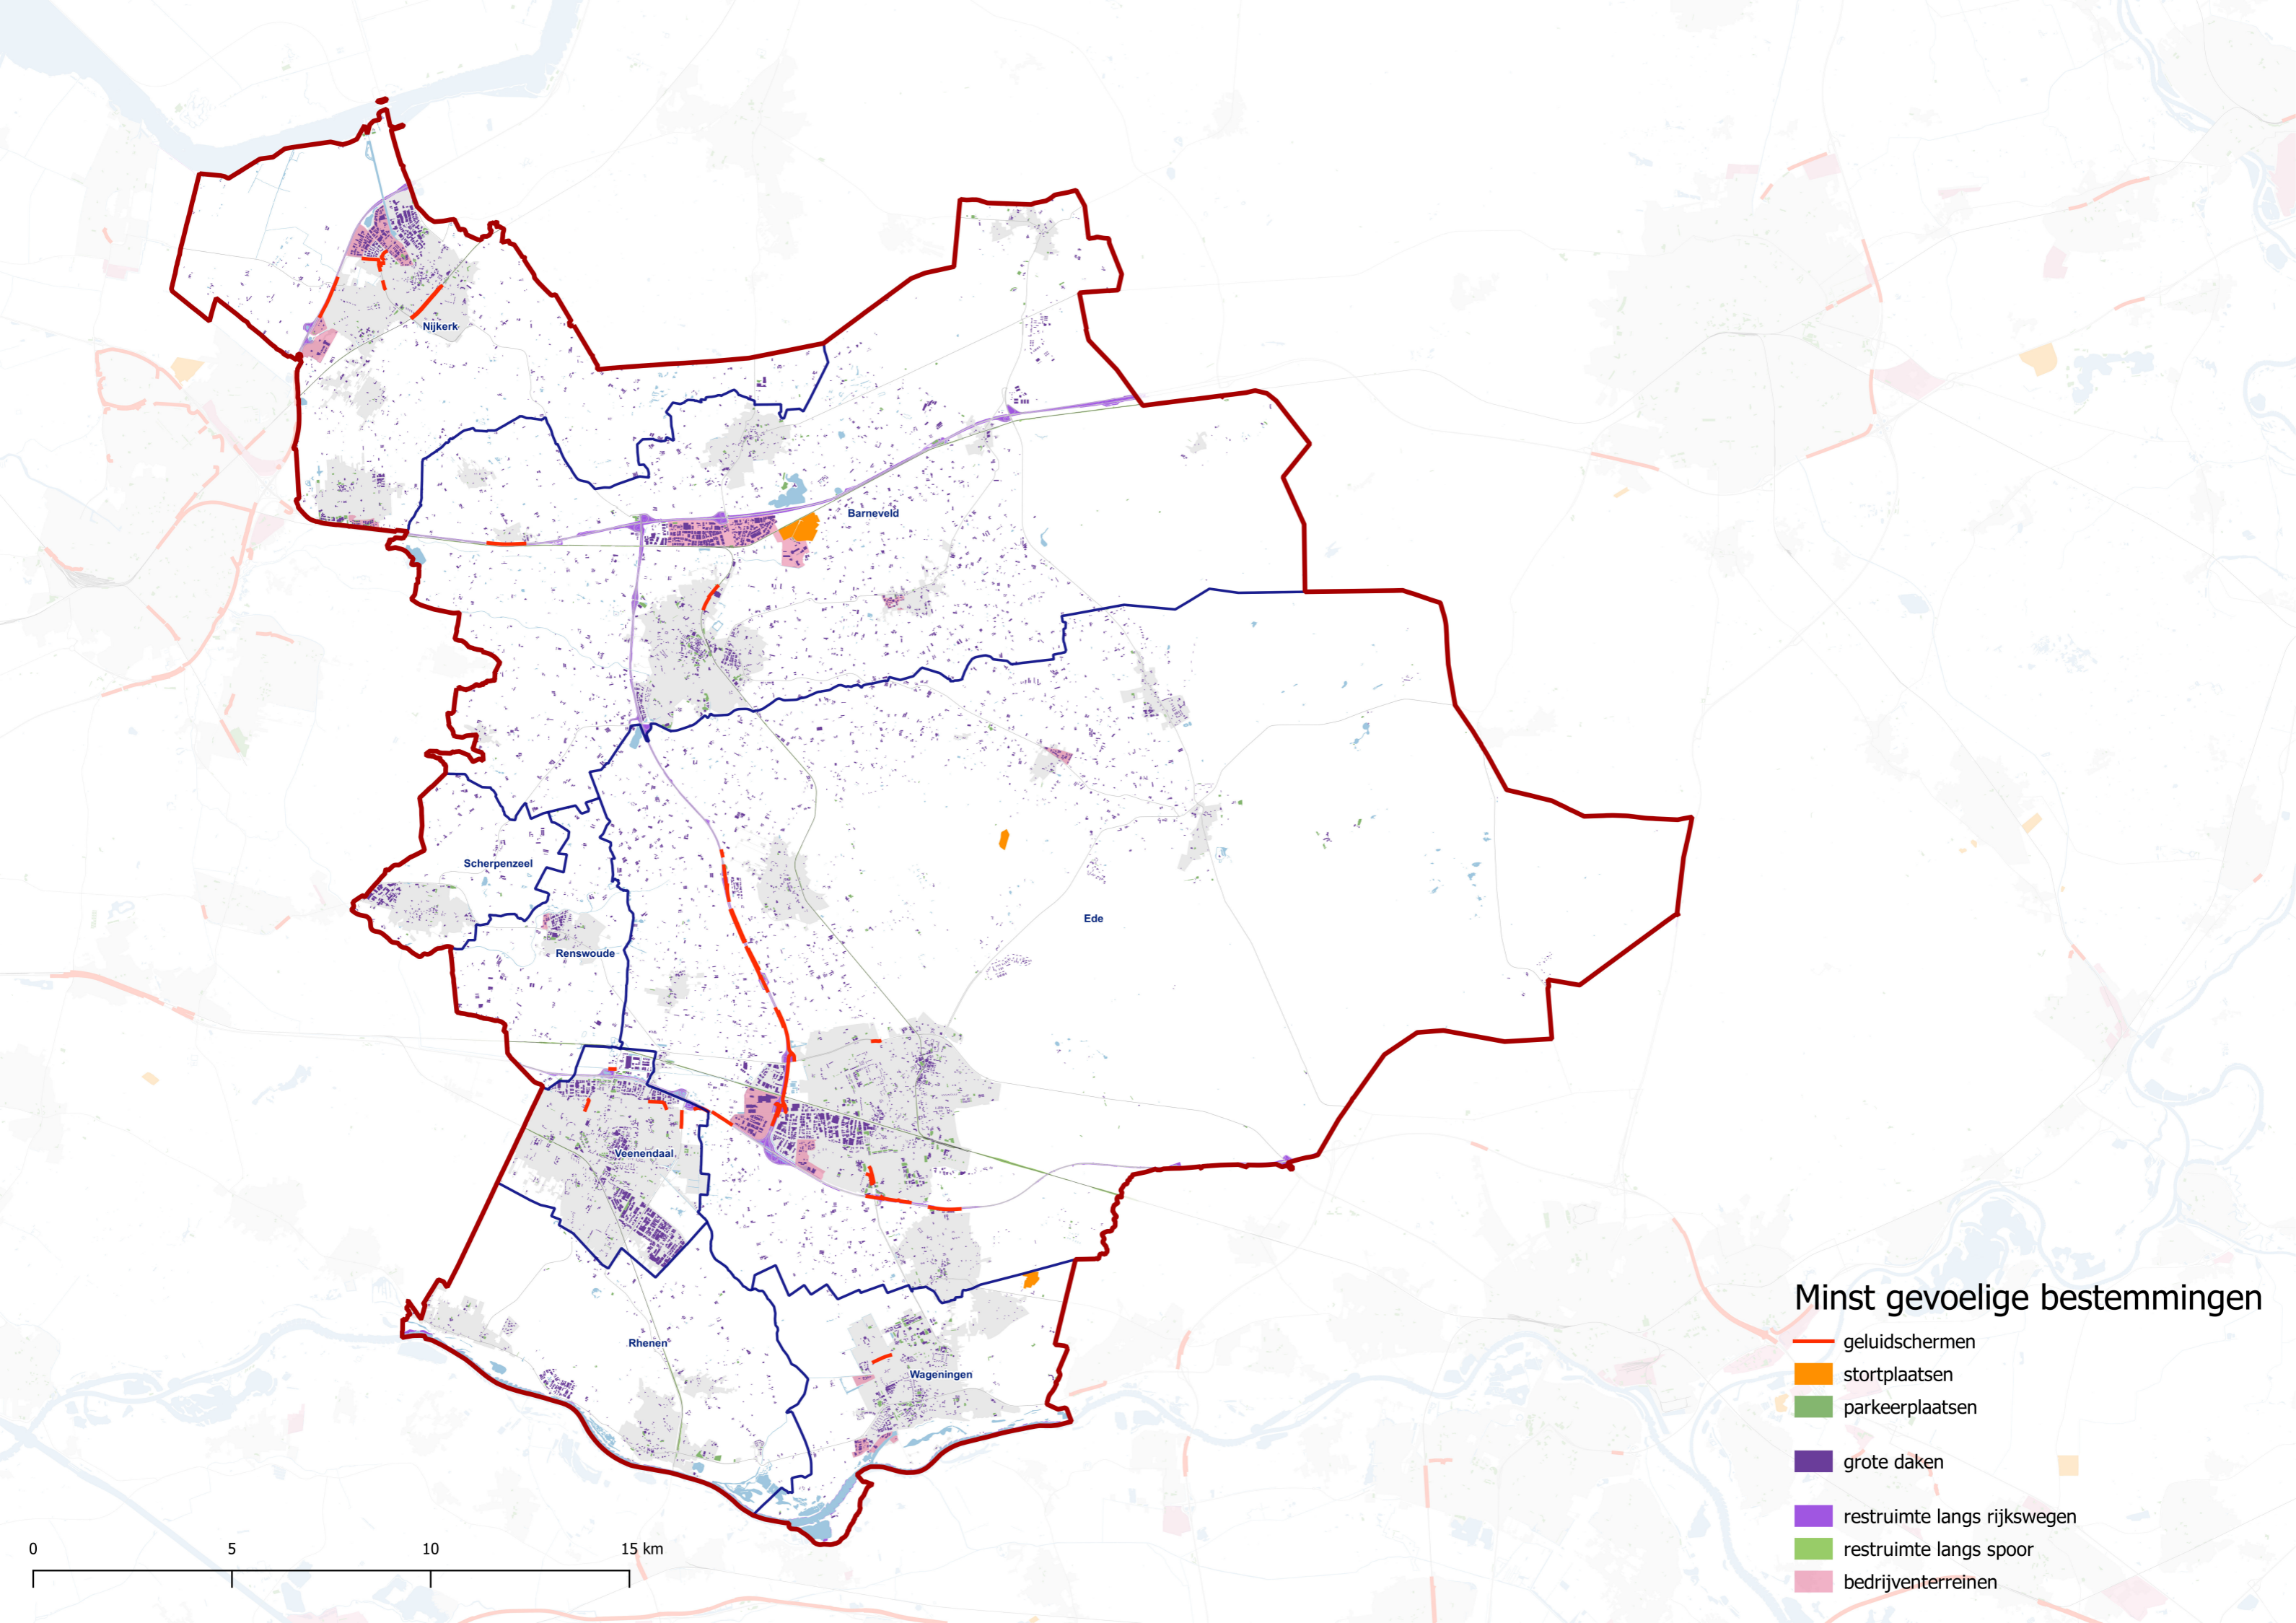 Nijkerk
Barneveld
Scherpenzeel
Ede
Renswoude
Veenendaal
Rhenen
Wageningen
Minst gevoelige bestemmingen
geluidschermen
stortplaatsen
parkeerplaatsen
grote daken
restruimte langs rijkswegen
restruimte langs spoor
bedrijventerreinen
0 5 10 15 km